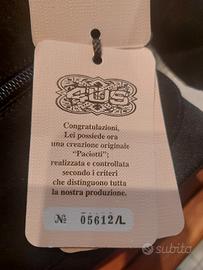 4US
Congratulazioni,
Lei possiede ora
una creazione originale
"Paciotti";
realizzata e controllata
secondo i criteri
che distinguono tutta
la nostra produzione.
№ 05612/L
subito